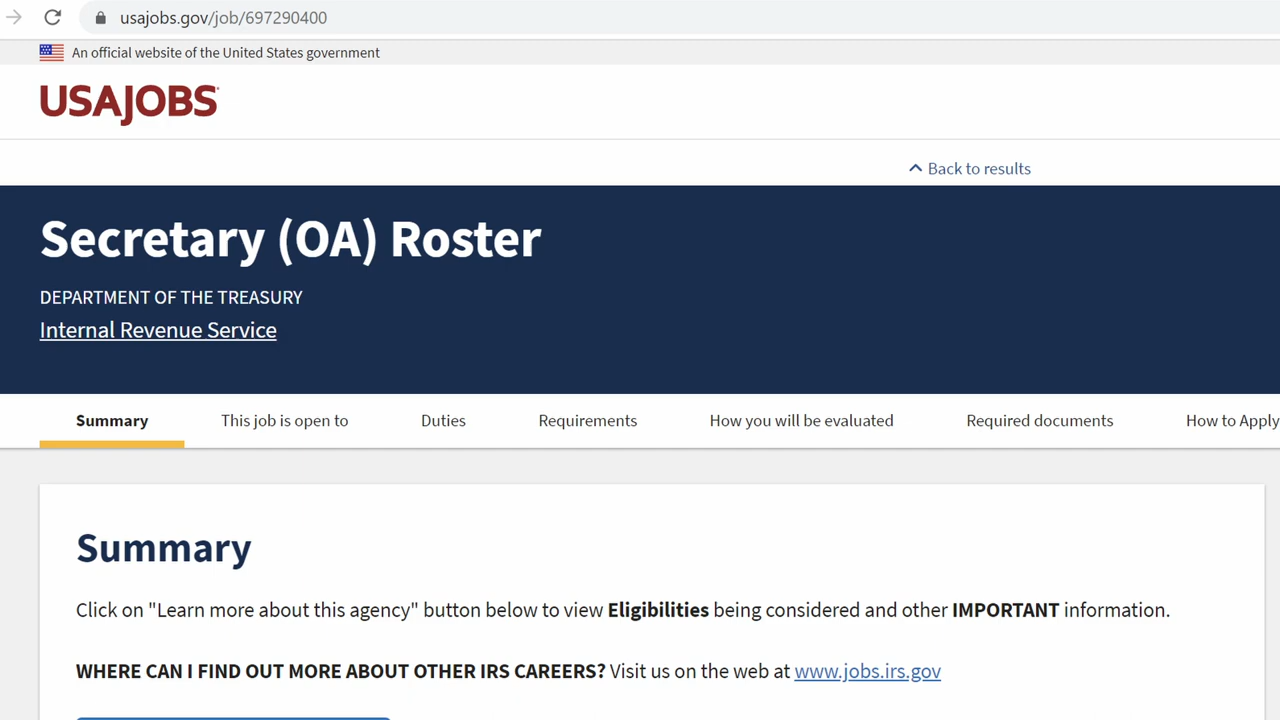 usajobs.gov/job/697290400
An official website of the United States government
USAJOBS
Back to results
Secretary (OA) Roster
DEPARTMENT OF THE TREASURY
Internal Revenue Service
Summary This job is open to Duties Requirements How you will be evaluated Required documents How to Apply
Summary
Click on "Learn more about this agency" button below to view Eligibilities being considered and other IMPORTANT information.
WHERE CAN I FIND OUT MORE ABOUT OTHER IRS CAREERS? Visit us on the web at www.jobs.irs.gov